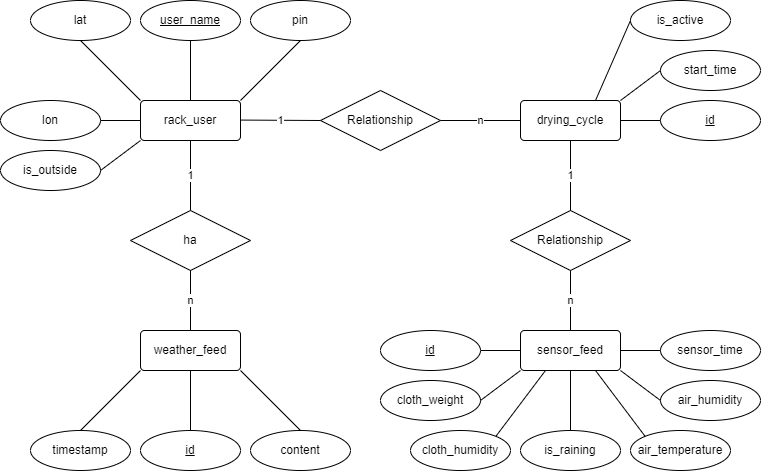 lat
user_name
pin
is_active
start_time
lon
rack_user
1
Relationship
n
drying_cycle
id
is_outside
1
1
ha
Relationship
n
n
weather_feed
id
sensor_feed
sensor_time
cloth_weight
air_humidity
timestamp
id
content
cloth_humidity
is_raining
air_temperature